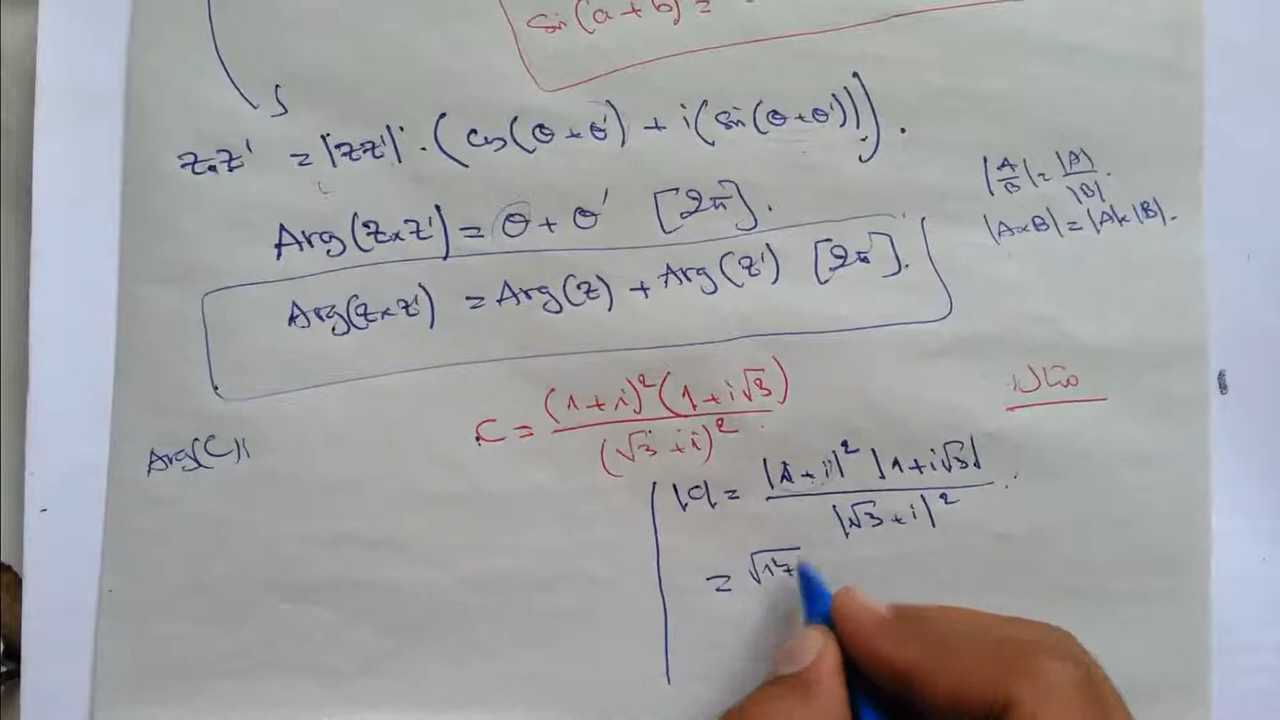 sin(a+b) =
z.z' = |zz'| . (cos(θ+θ') + i(sin(θ+θ'))).
Arg(z×z') = θ + θ' [2π].
Arg(z×z') = Arg(z) + Arg(z') [2π].
|A/B| = |A|/|B|.
|A×B| = |A|×|B|.
مثال
C = (1+i)²(1+i√3) / (√3+i)²
Arg(C)
|C| = |1+i|² |1+i√3| / |√3+i|²
= √1²